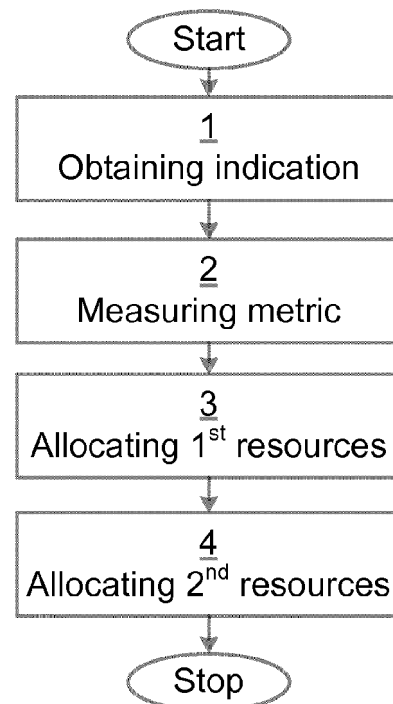 Start
1
Obtaining indication
2
Measuring metric
3
Allocating 1st resources
4
Allocating 2nd resources
Stop